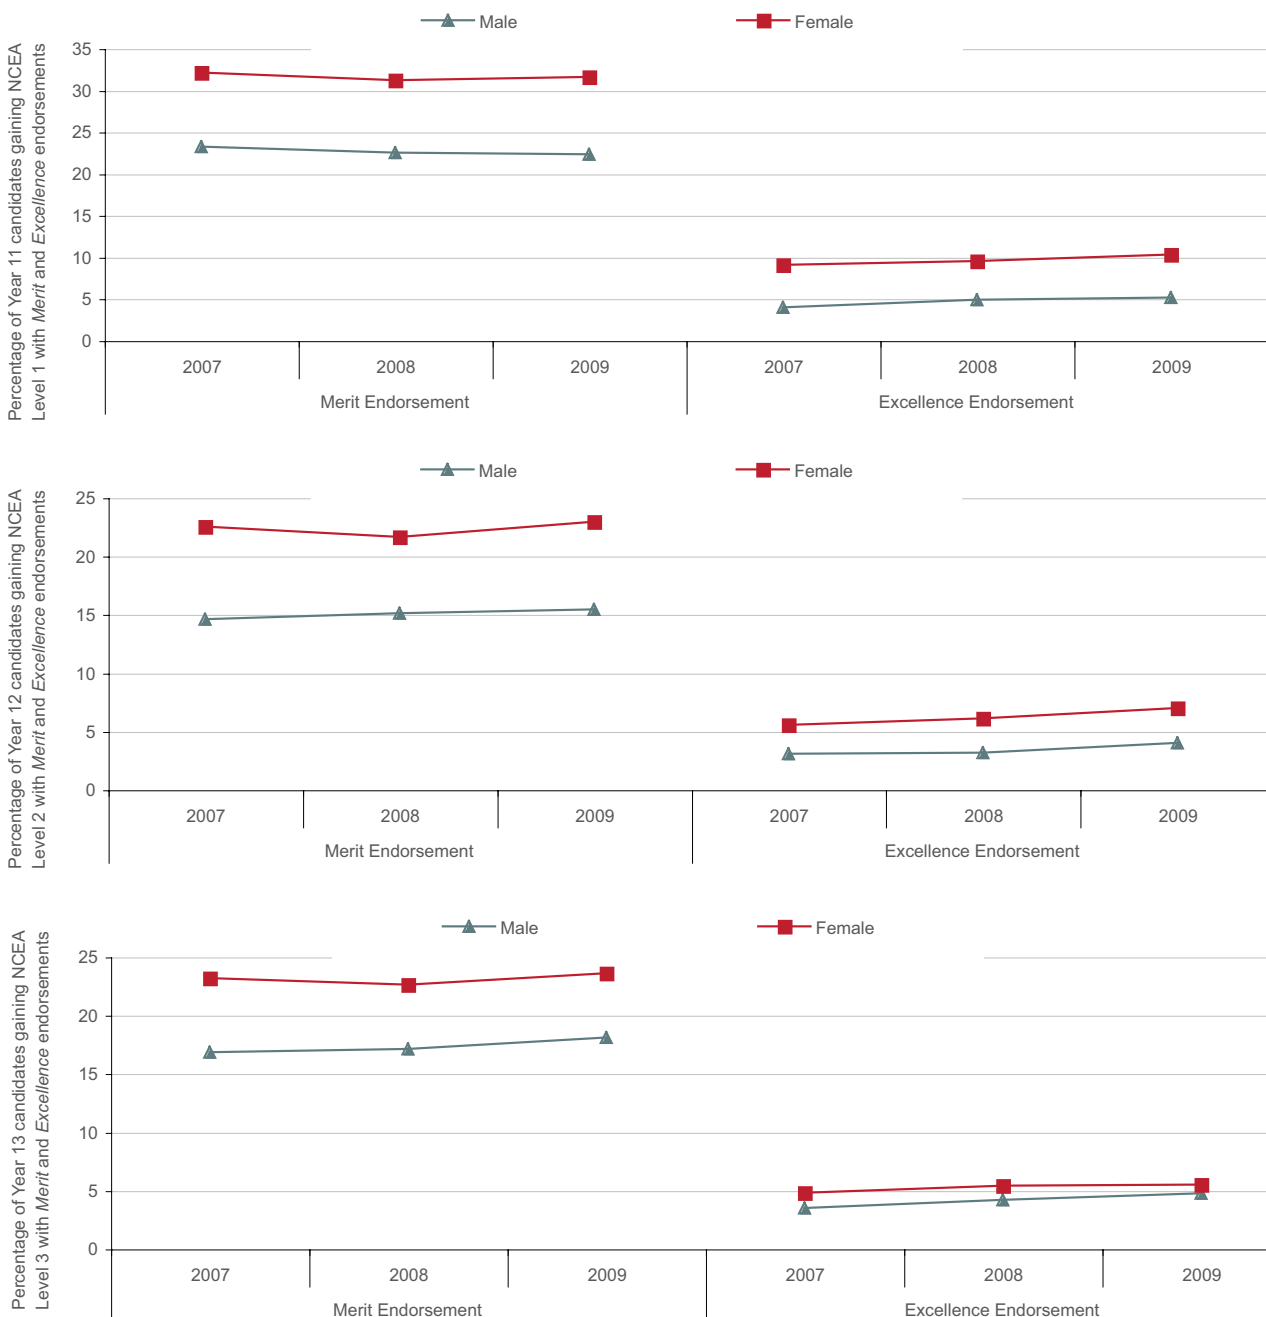 Male Female
Percentage of Year 11 candidates gaining NCEA
Level 1 with Merit and Excellence endorsements
35
30
25
20
15
10
5
0
2007 2008 2009 2007 2008 2009
Merit Endorsement Excellence Endorsement
Male Female
Percentage of Year 12 candidates gaining NCEA
Level 2 with Merit and Excellence endorsements
25
20
15
10
5
0
2007 2008 2009 2007 2008 2009
Merit Endorsement Excellence Endorsement
Male Female
Percentage of Year 13 candidates gaining NCEA
Level 3 with Merit and Excellence endorsements
25
20
15
10
5
0
2007 2008 2009 2007 2008 2009
Merit Endorsement Excellence Endorsement